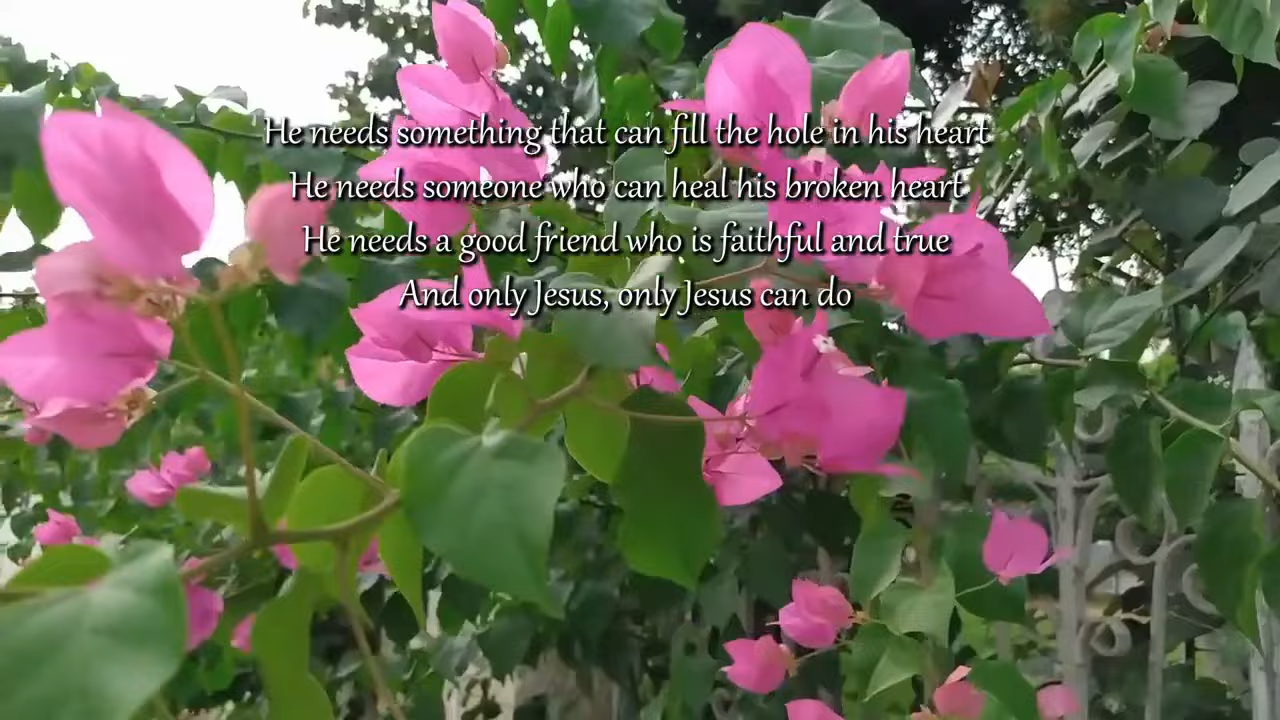 He needs something that can fill the hole in his heart
He needs someone who can heal his broken heart
He needs a good friend who is faithful and true
And only Jesus, only Jesus can do